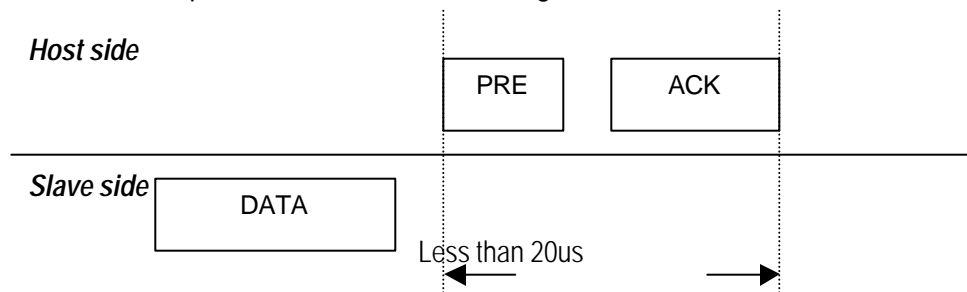 Host side
PRE ACK
Slave side
DATA
Less than 20us